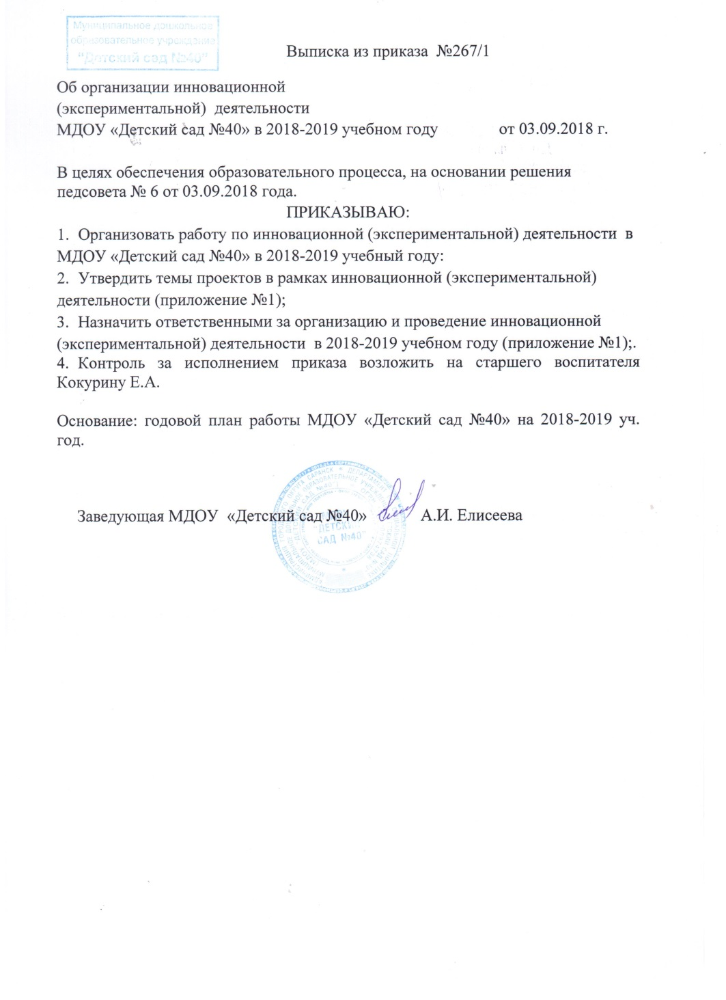 Муниципальное дошкольное
образовательное учреждение
"Детский сад №40"
Выписка из приказа №267/1
Об организации инновационной
(экспериментальной) деятельности
МДОУ «Детский сад №40» в 2018-2019 учебном году от 03.09.2018 г.
В целях обеспечения образовательного процесса, на основании решения
педсовета № 6 от 03.09.2018 года.
ПРИКАЗЫВАЮ:
1. Организовать работу по инновационной (экспериментальной) деятельности в
МДОУ «Детский сад №40» в 2018-2019 учебный году:
2. Утвердить темы проектов в рамках инновационной (экспериментальной)
деятельности (приложение №1);
3. Назначить ответственными за организацию и проведение инновационной
(экспериментальной) деятельности в 2018-2019 учебном году (приложение №1);.
4. Контроль за исполнением приказа возложить на старшего воспитателя
Кокурину Е.А.
Основание: годовой план работы МДОУ «Детский сад №40» на 2018-2019 уч.
год.
Заведующая МДОУ «Детский сад №40» А.И. Елисеева
"ДЕТСКИЙ
САД №40"